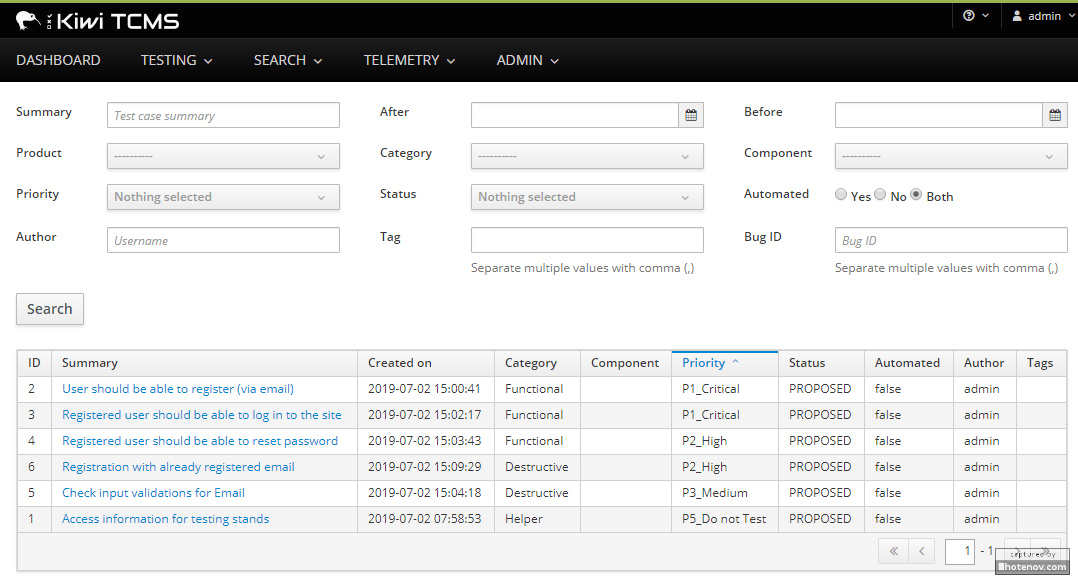 Kiwi TCMS
admin
DASHBOARD TESTING SEARCH TELEMETRY ADMIN
Summary Test case summary After Before
Product ---------- Category ---------- Component ----------
Priority Nothing selected Status Nothing selected Automated Yes No Both
Author Username Tag Bug ID Bug ID
Separate multiple values with comma (,) Separate multiple values with comma (,)
Search
ID Summary Created on Category Component Priority Status Automated Author Tags
2 User should be able to register (via email) 2019-07-02 15:00:41 Functional P1_Critical PROPOSED false admin
3 Registered user should be able to log in to the site 2019-07-02 15:02:17 Functional P1_Critical PROPOSED false admin
4 Registered user should be able to reset password 2019-07-02 15:03:43 Functional P2_High PROPOSED false admin
6 Registration with already registered email 2019-07-02 15:09:29 Destructive P2_High PROPOSED false admin
5 Check input validations for Email 2019-07-02 15:04:18 Destructive P3_Medium PROPOSED false admin
1 Access information for testing stands 2019-07-02 07:58:53 Helper P5_Do not Test PROPOSED false admin
« < 1 - 1 > »
captured by
hotenov.com